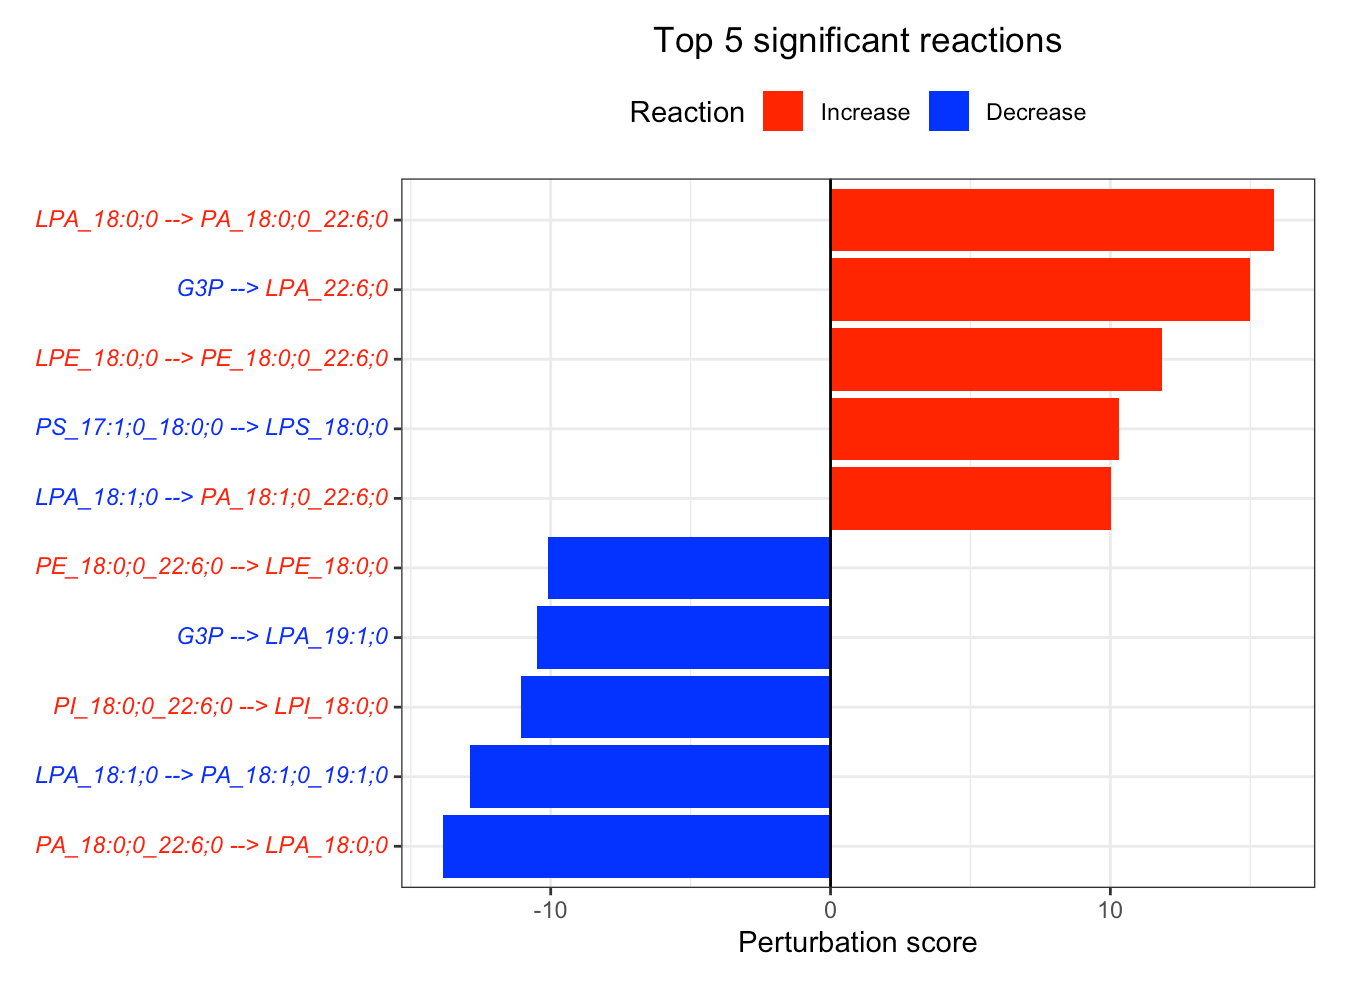 Top 5 significant reactions
Reaction Increase Decrease
LPA_18:0;0 --> PA_18:0;0_22:6;0
G3P --> LPA_22:6;0
LPE_18:0;0 --> PE_18:0;0_22:6;0
PS_17:1;0_18:0;0 --> LPS_18:0;0
LPA_18:1;0 --> PA_18:1;0_22:6;0
PE_18:0;0_22:6;0 --> LPE_18:0;0
G3P --> LPA_19:1;0
PI_18:0;0_22:6;0 --> LPI_18:0;0
LPA_18:1;0 --> PA_18:1;0_19:1;0
PA_18:0;0_22:6;0 --> LPA_18:0;0
-10 0 10
Perturbation score